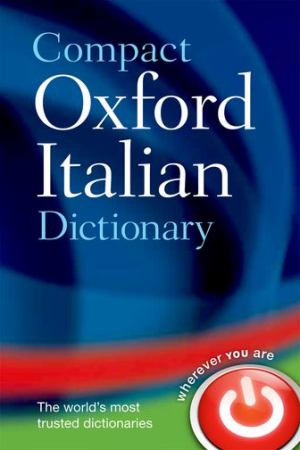 Compact
Oxford
Italian
Dictionary
wherever YOU are
The world's most
trusted dictionaries